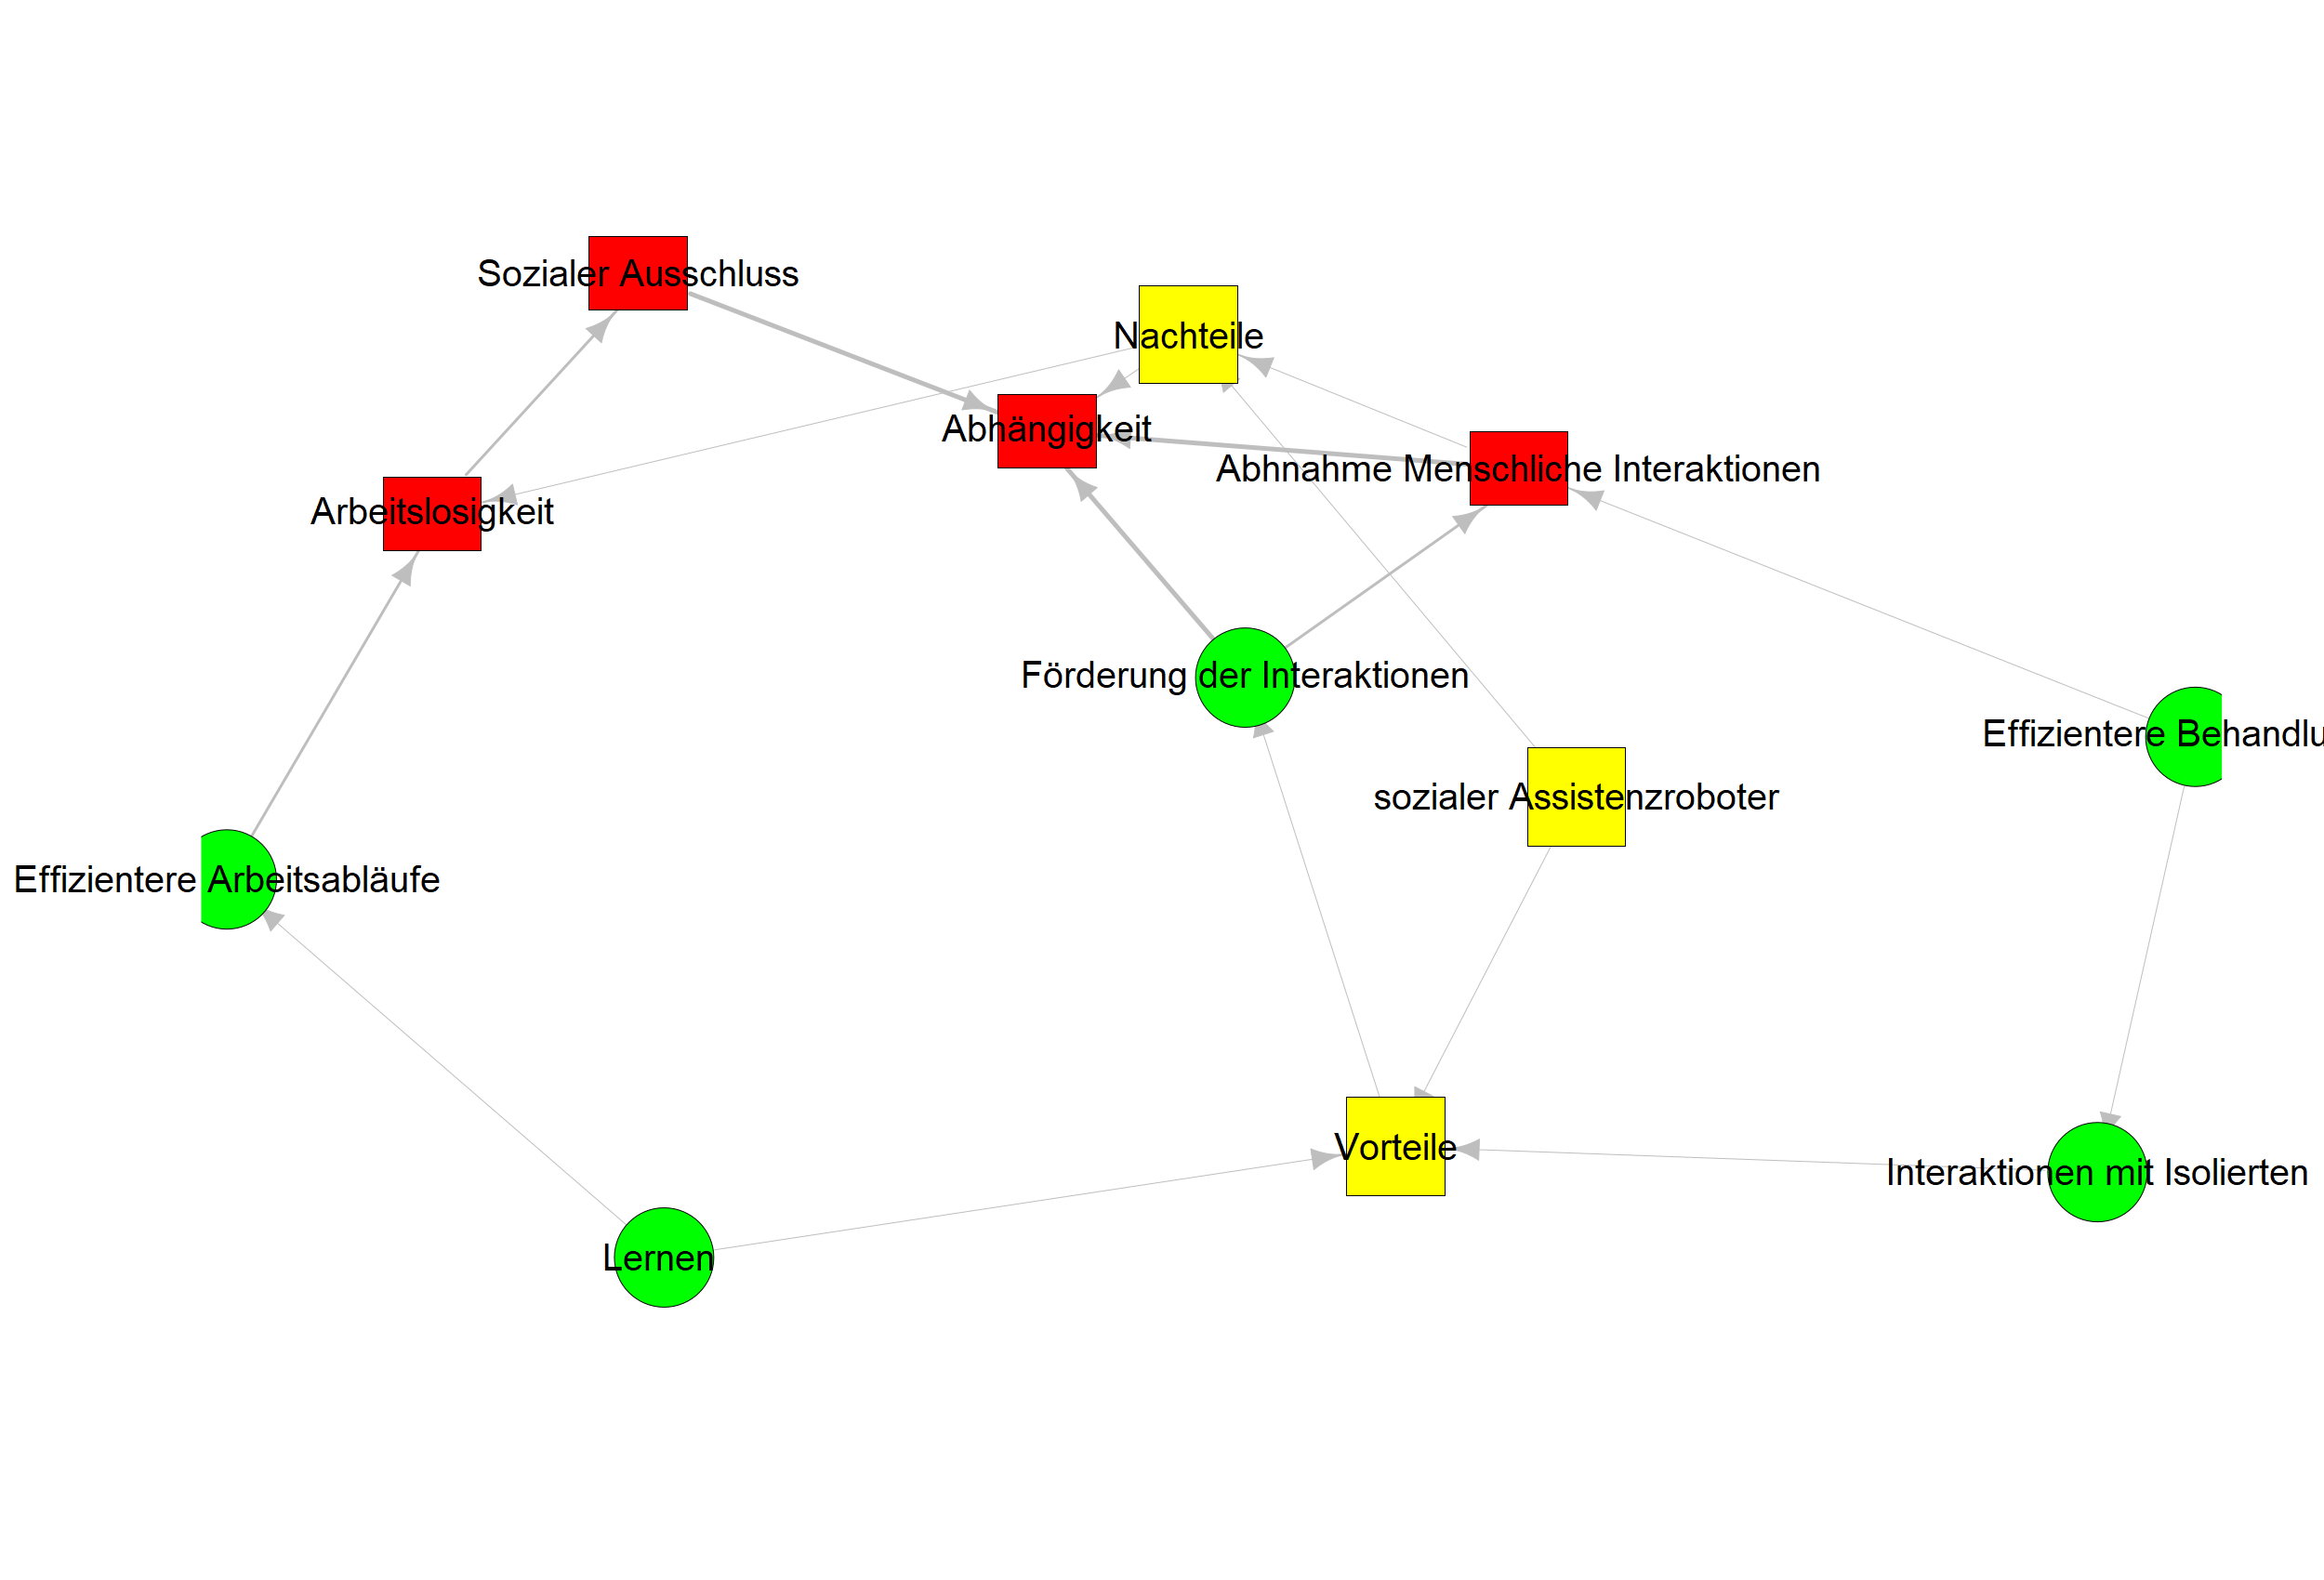 Sozialer Ausschluss
Nachteile
Abhängigkeit
Abhnahme Menschliche Interaktionen
Arbeitslosigkeit
Förderung der Interaktionen
Effizientere Behandlu
sozialer Assistenzroboter
Effizientere Arbeitsabläufe
Vorteile
Interaktionen mit Isolierten
Lernen